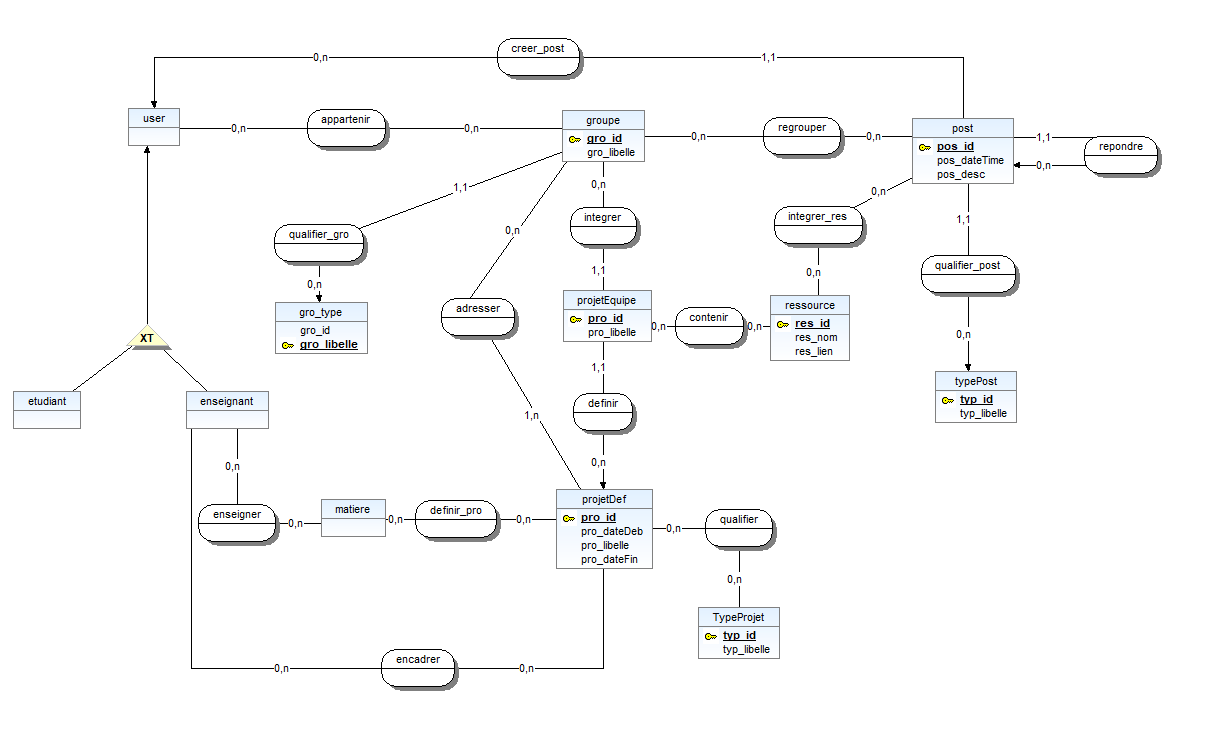 creer_post
0,n
1,1
user
0,n
appartenir
0,n
groupe
gro_id
gro_libelle
0,n
regrouper
0,n
post
pos_id
pos_dateTime
pos_desc
1,1
repondre
0,n
1,1
qualifier_gro
0,n
gro_type
gro_id
gro_libelle
0,n
adresser
1,n
0,n
integrer
1,1
projetEquipe
pro_id
pro_libelle
0,n
contenir
0,n
ressource
res_id
res_nom
res_lien
0,n
integrer_res
0,n
1,1
qualifier_post
0,n
typePost
typ_id
typ_libelle
XT
etudiant
enseignant
0,n
enseigner
0,n
matiere
0,n
definir_pro
0,n
1,1
definir
0,n
projetDef
pro_id
pro_dateDeb
pro_libelle
pro_dateFin
0,n
qualifier
0,n
TypeProjet
typ_id
typ_libelle
0,n
encadrer
0,n